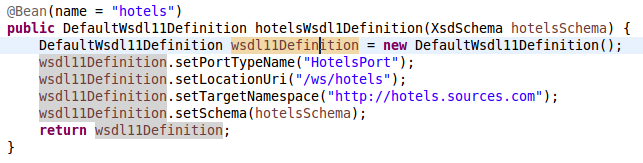 @Bean(name = "hotels")
public DefaultWsdl11Definition hotelsWsdl1Definition(XsdSchema hotelsSchema) {
DefaultWsdl11Definition wsdl11Definition = new DefaultWsdl11Definition();
wsdl11Definition.setPortTypeName("HotelsPort");
wsdl11Definition.setLocationUri("/ws/hotels");
wsdl11Definition.setTargetNamespace("http://hotels.sources.com");
wsdl11Definition.setSchema(hotelsSchema);
return wsdl11Definition;
}